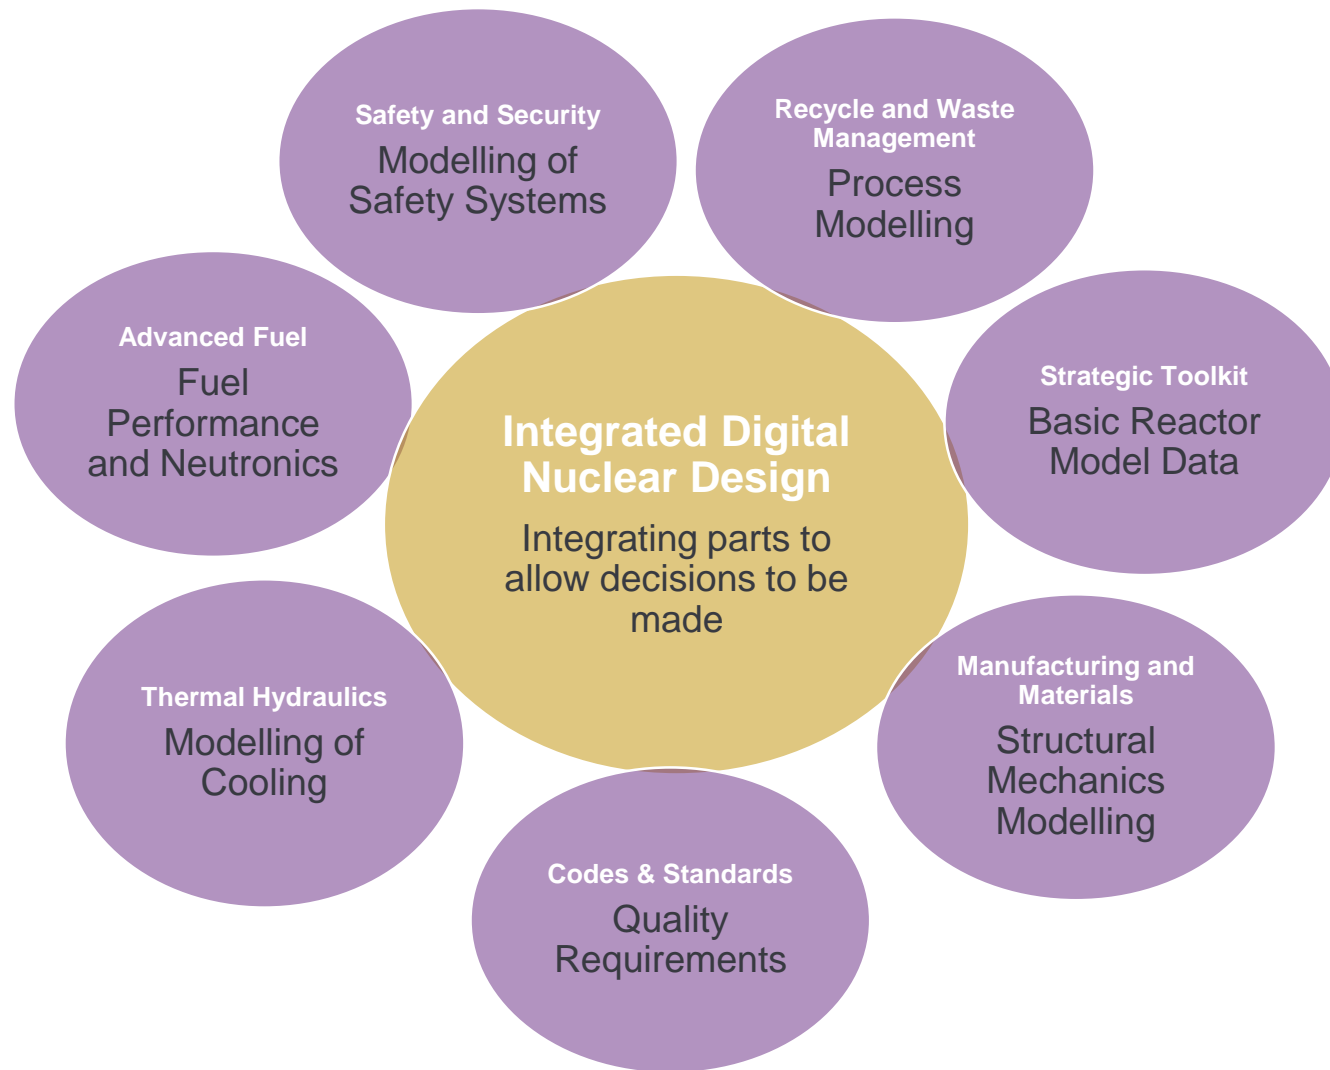 Safety and Security
Modelling of
Safety Systems
Recycle and Waste
Management
Process
Modelling
Advanced Fuel
Fuel
Performance
and Neutronics
Strategic Toolkit
Basic Reactor
Model Data
Integrated Digital
Nuclear Design
Integrating parts to
allow decisions to be
made
Thermal Hydraulics
Modelling of
Cooling
Manufacturing and
Materials
Structural
Mechanics
Modelling
Codes & Standards
Quality
Requirements